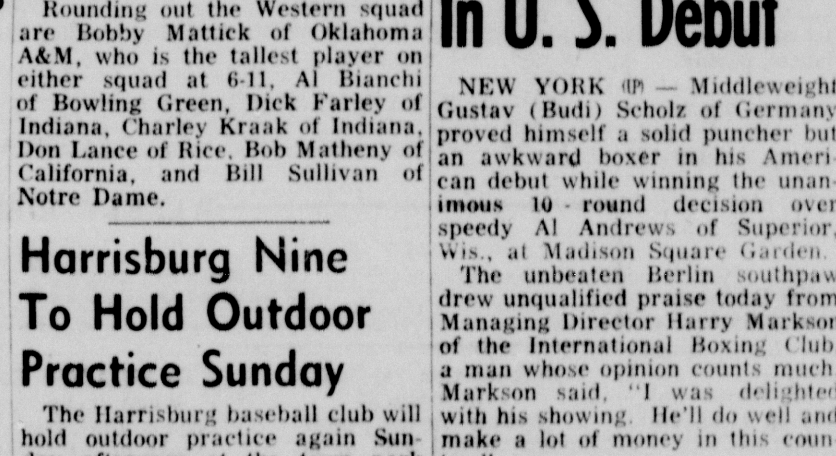 Rounding out the Western squad
are Bobby Mattick of Oklahoma
A&M, who is the tallest player on
either squad at 6-11, Al Bianchi
of Bowling Green, Dick Farley of
Indiana, Charley Kraak of Indiana,
Don Lance of Rice, Bob Matheny of
California, and Bill Sullivan of
Notre Dame.
Harrisburg Nine
To Hold Outdoor
Practice Sunday
The Harrisburg baseball club will
hold outdoor practice again Sun-
In U. S. Debut
NEW YORK (IP) — Middleweight
Gustav (Budi) Scholz of Germany
proved himself a solid puncher but
an awkward boxer in his Ameri-
can debut while winning the unan-
imous 10 - round decision over
speedy Al Andrews of Superior,
Wis., at Madison Square Garden.
The unbeaten Berlin southpaw
drew unqualified praise today from
Managing Director Harry Markson
of the International Boxing Club
a man whose opinion counts much
Markson said, "I was delighted
with his showing. He'll do well and
make a lot of money in this coun